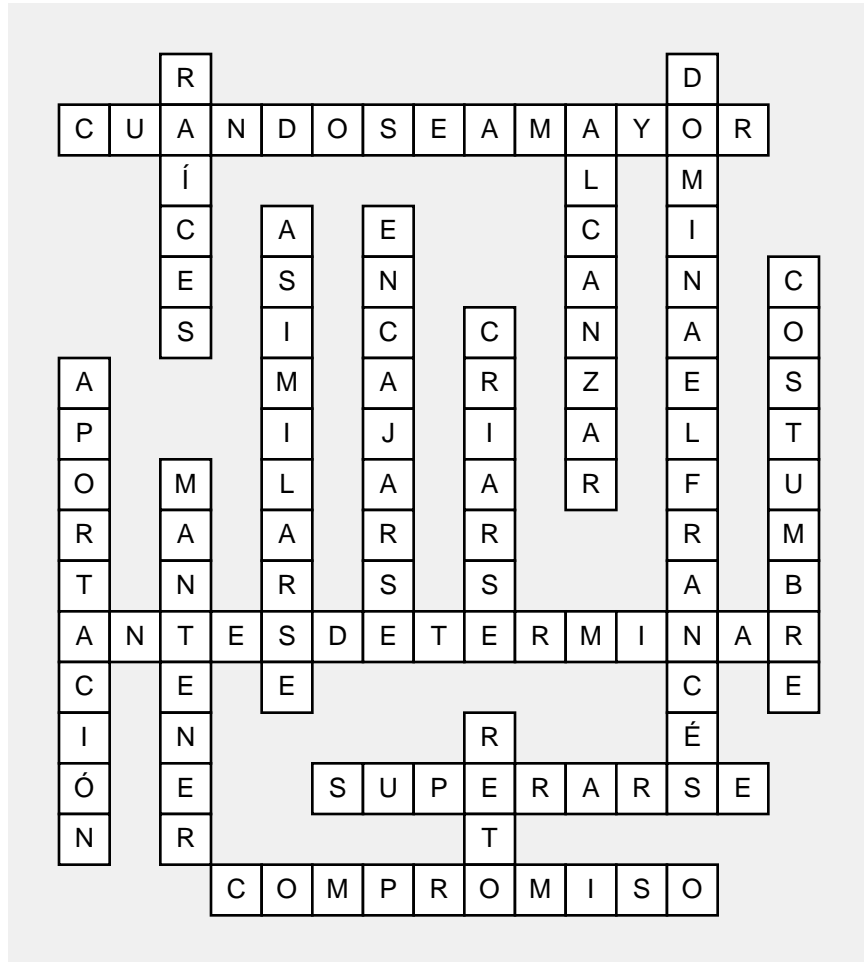 RAÍCES
DOMINAELFRANCÉS
CUANDOSEAMAYOR
ALCANZAR
ASIMILARSE
ENCAJARSE
COSTUMBRE
CRIARSE
APORTACIÓN
MANTENER
ANTESDETERMINAR
RETO
SUPERARSE
COMPROMISO